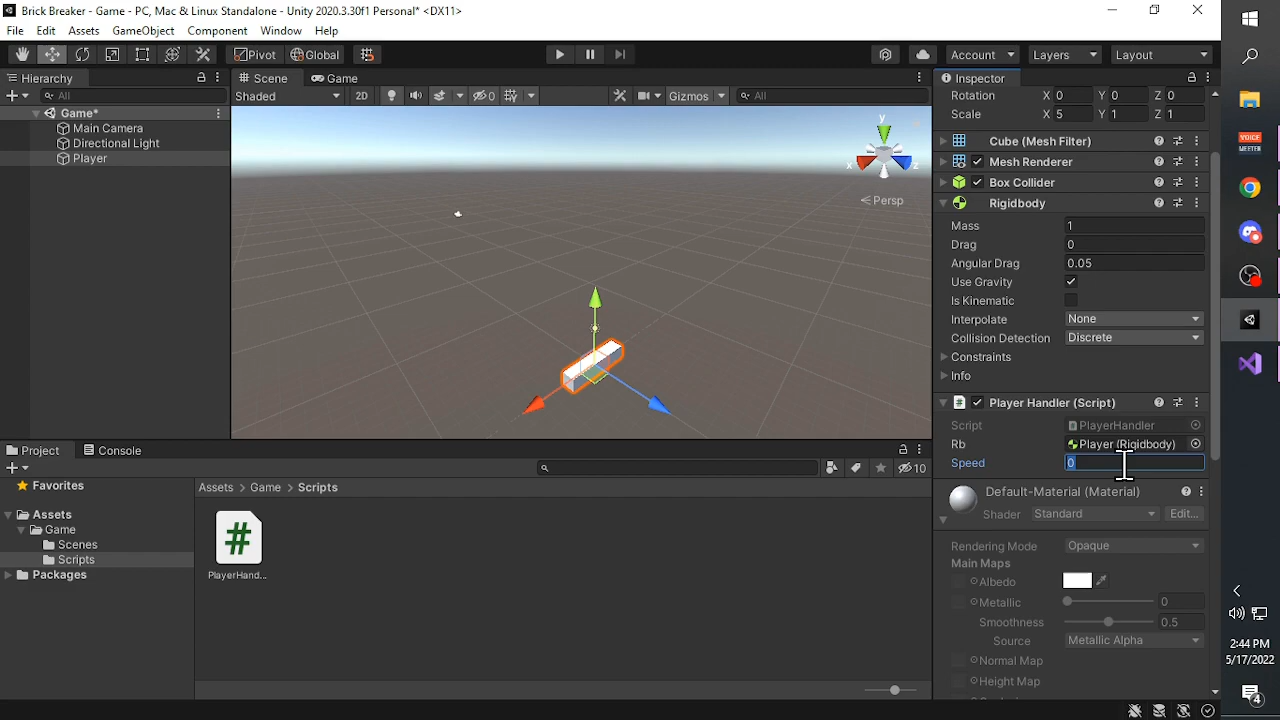 Brick Breaker - Game - PC, Mac & Linux Standalone - Unity 2020.3.30f1 Personal* <DX11>
File Edit Assets GameObject Component Window Help
Pivot Global Account Layers Layout
Hierarchy
All
Game*
Main Camera
Directional Light
Player
Scene Game
Shaded 2D 0 Gizmos All
y
x z
Persp
Inspector
Rotation X 0 Y 0 Z 0
Scale X 5 Y 1 Z 1
Cube (Mesh Filter)
Mesh Renderer
Box Collider
Rigidbody
Mass 1
Drag 0
Angular Drag 0.05
Use Gravity
Is Kinematic
Interpolate None
Collision Detection Discrete
Constraints
Info
Player Handler (Script)
Script PlayerHandler
Rb Player (Rigidbody)
Speed 0
Default-Material (Material)
Shader Standard Edit...
Rendering Mode Opaque
Main Maps
Albedo
Metallic 0
Smoothness 0.5
Source Metallic Alpha
Normal Map
Height Map
Project Console
10
Favorites
Assets
Game
Scenes
Scripts
Packages
Assets > Game > Scripts
PlayerHand...
VOICE
MEETER
2:44 PM
5/17/2022
4